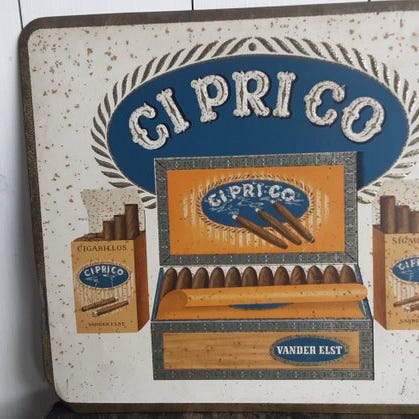 CIPRICO
CIPRICO
CIGARILLOS
CIPRICO
VANDER ELST
VANDER ELST